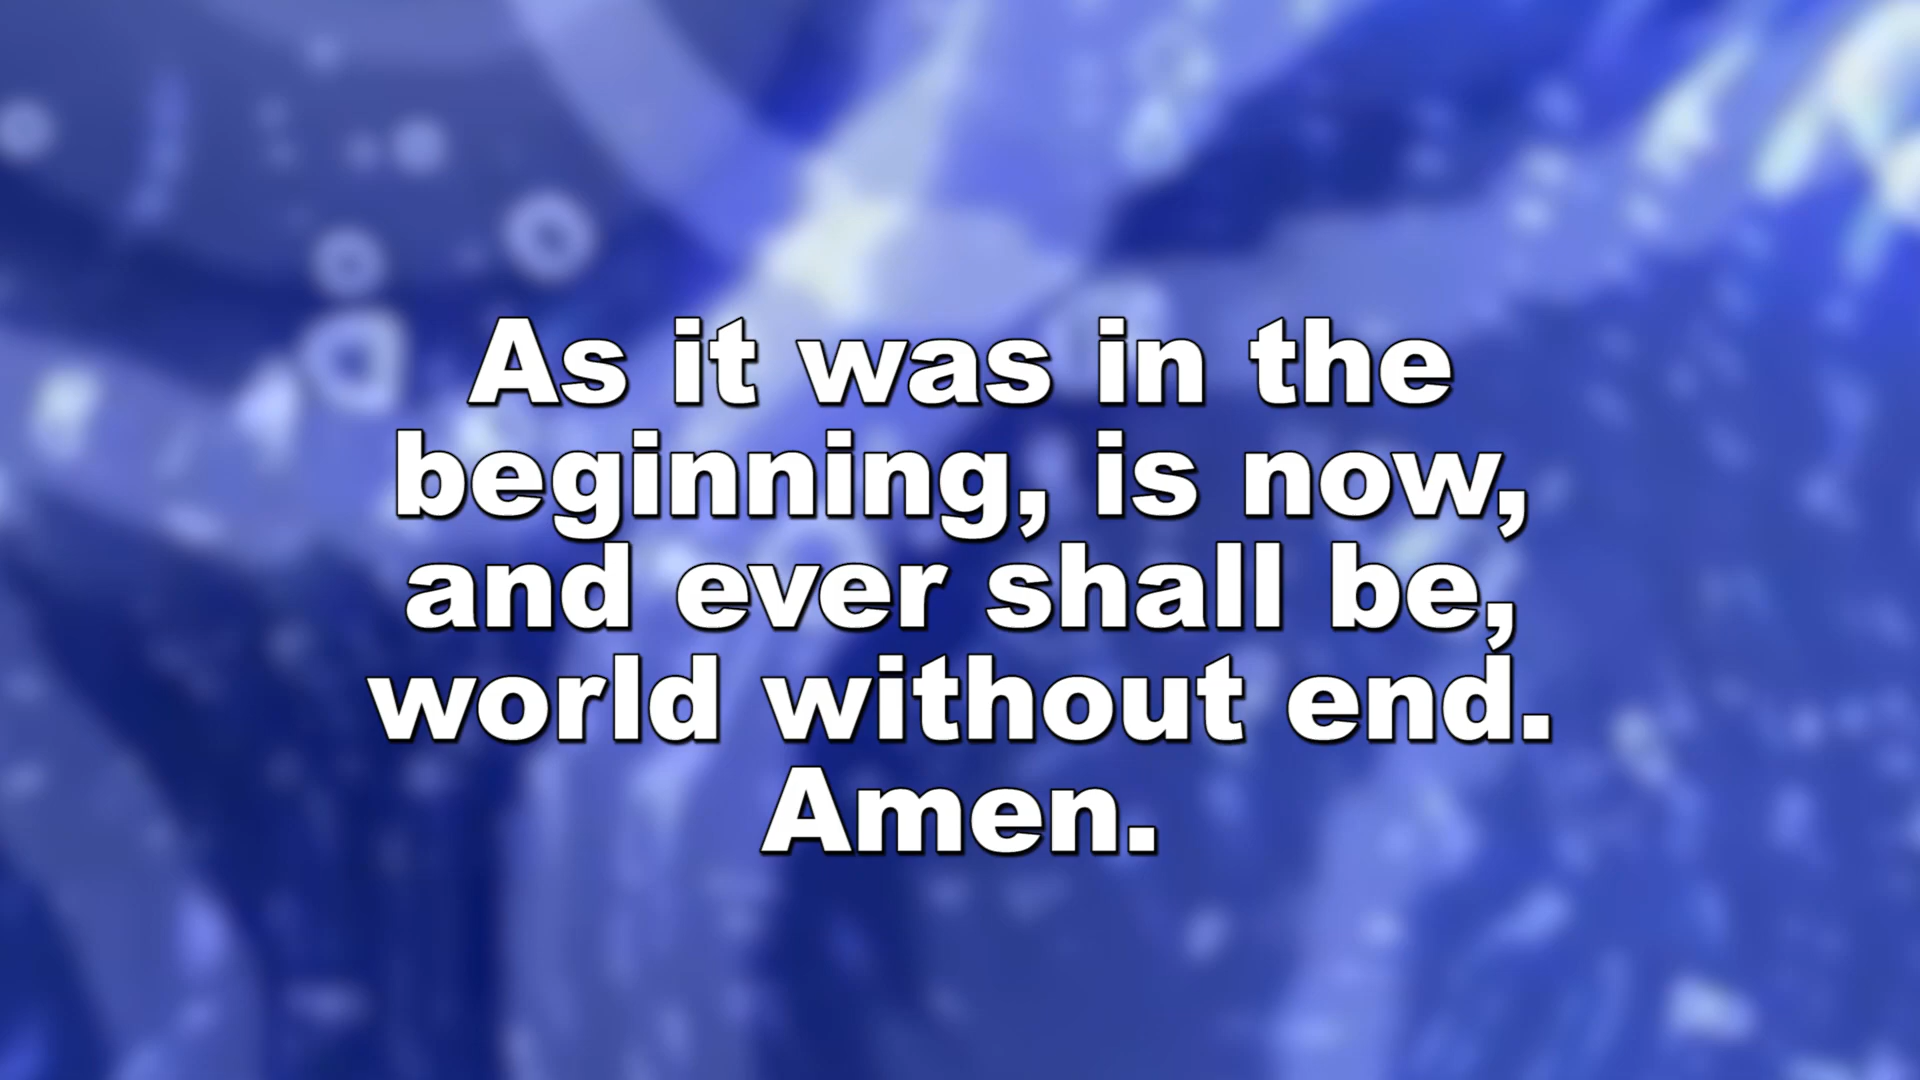 As it was in the
beginning, is now,
and ever shall be,
world without end.
Amen.